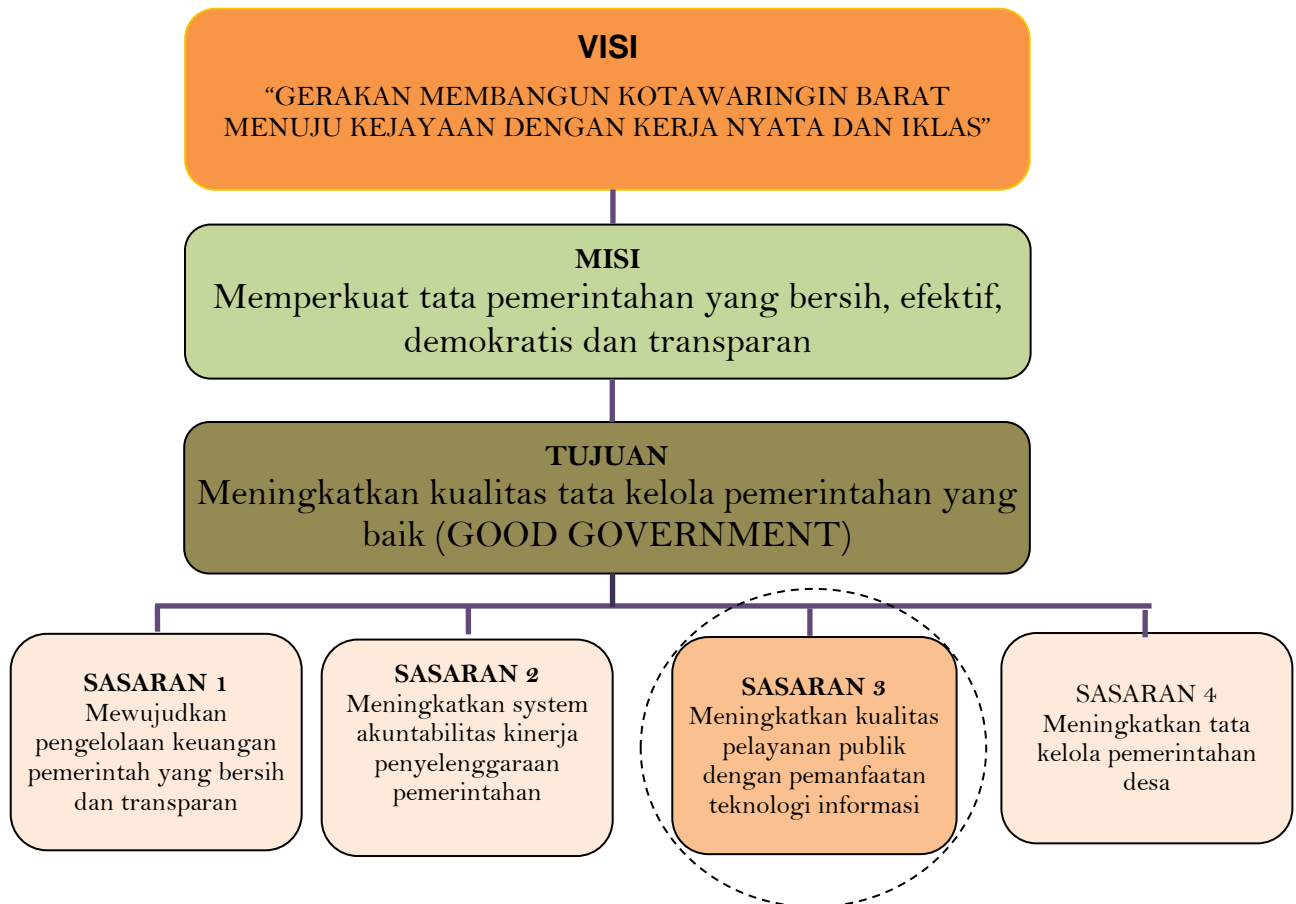 VISI
“GERAKAN MEMBANGUN KOTAWARINGIN BARAT
MENUJU KEJAYAAN DENGAN KERJA NYATA DAN IKLAS”
MISI
Memperkuat tata pemerintahan yang bersih, efektif,
demokratis dan transparan
TUJUAN
Meningkatkan kualitas tata kelola pemerintahan yang
baik (GOOD GOVERNMENT)
SASARAN 1
Mewujudkan
pengelolaan keuangan
pemerintah yang bersih
dan transparan
SASARAN 2
Meningkatkan system
akuntabilitas kinerja
penyelenggaraan
pemerintahan
SASARAN 3
Meningkatkan kualitas
pelayanan publik
dengan pemanfaatan
teknologi informasi
SASARAN 4
Meningkatkan tata
kelola pemerintahan
desa